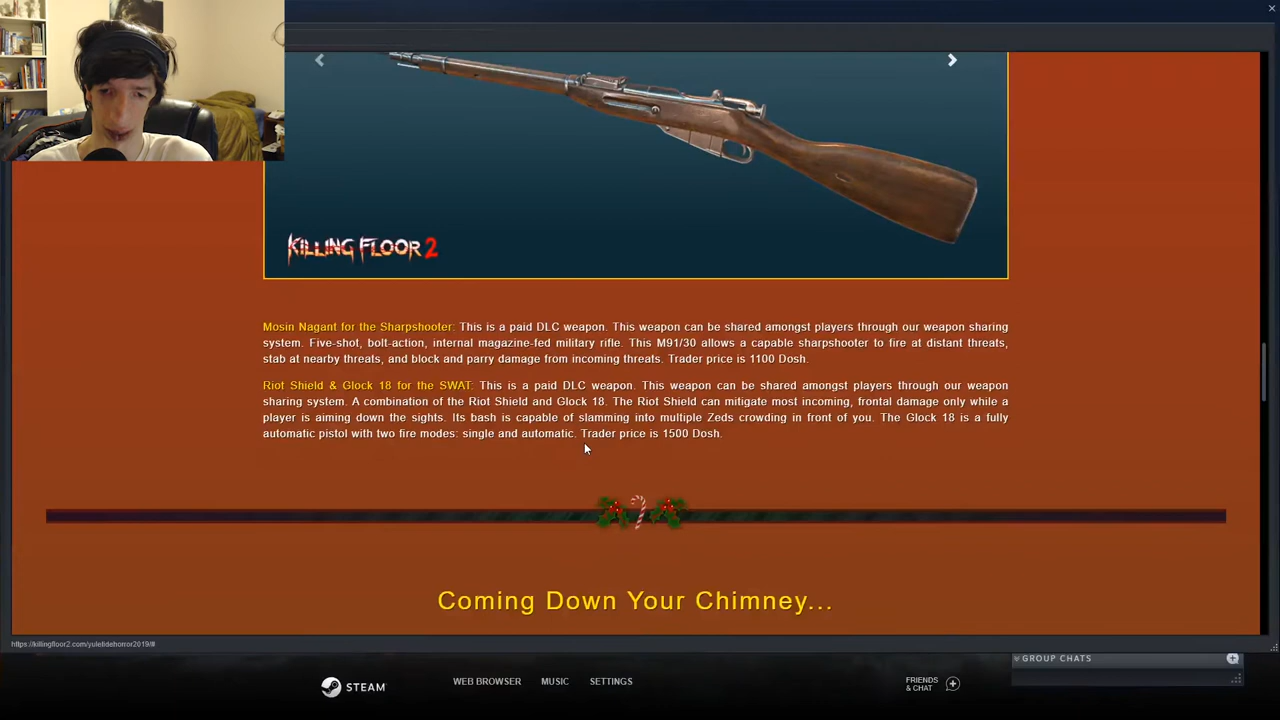 KILLING FLOOR 2
Mosin Nagant for the Sharpshooter: This is a paid DLC weapon. This weapon can be shared amongst players through our weapon sharing
system. Five-shot, bolt-action, internal magazine-fed military rifle. This M91/30 allows a capable sharpshooter to fire at distant threats,
stab at nearby threats, and block and parry damage from incoming threats. Trader price is 1100 Dosh.
Riot Shield & Glock 18 for the SWAT: This is a paid DLC weapon. This weapon can be shared amongst players through our weapon
sharing system. A combination of the Riot Shield and Glock 18. The Riot Shield can mitigate most incoming, frontal damage only while a
player is aiming down the sights. Its bash is capable of slamming into multiple Zeds crowding in front of you. The Glock 18 is a fully
automatic pistol with two fire modes: single and automatic. Trader price is 1500 Dosh.
Coming Down Your Chimney...
https://killingfloor2.com/yuletidehorror2019/#
GROUP CHATS
STEAM
WEB BROWSER
MUSIC
SETTINGS
FRIENDS
& CHAT